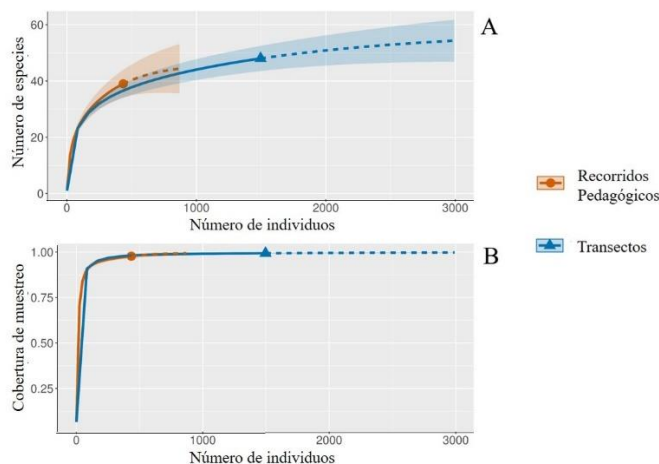 A
60
40
20
0
Número de especies
0
1000
2000
3000
Número de individuos
B
1.00
0.75
0.50
0.25
Cobertura de muestreo
0
1000
2000
3000
Número de individuos
Recorridos
Pedagógicos
Transectos